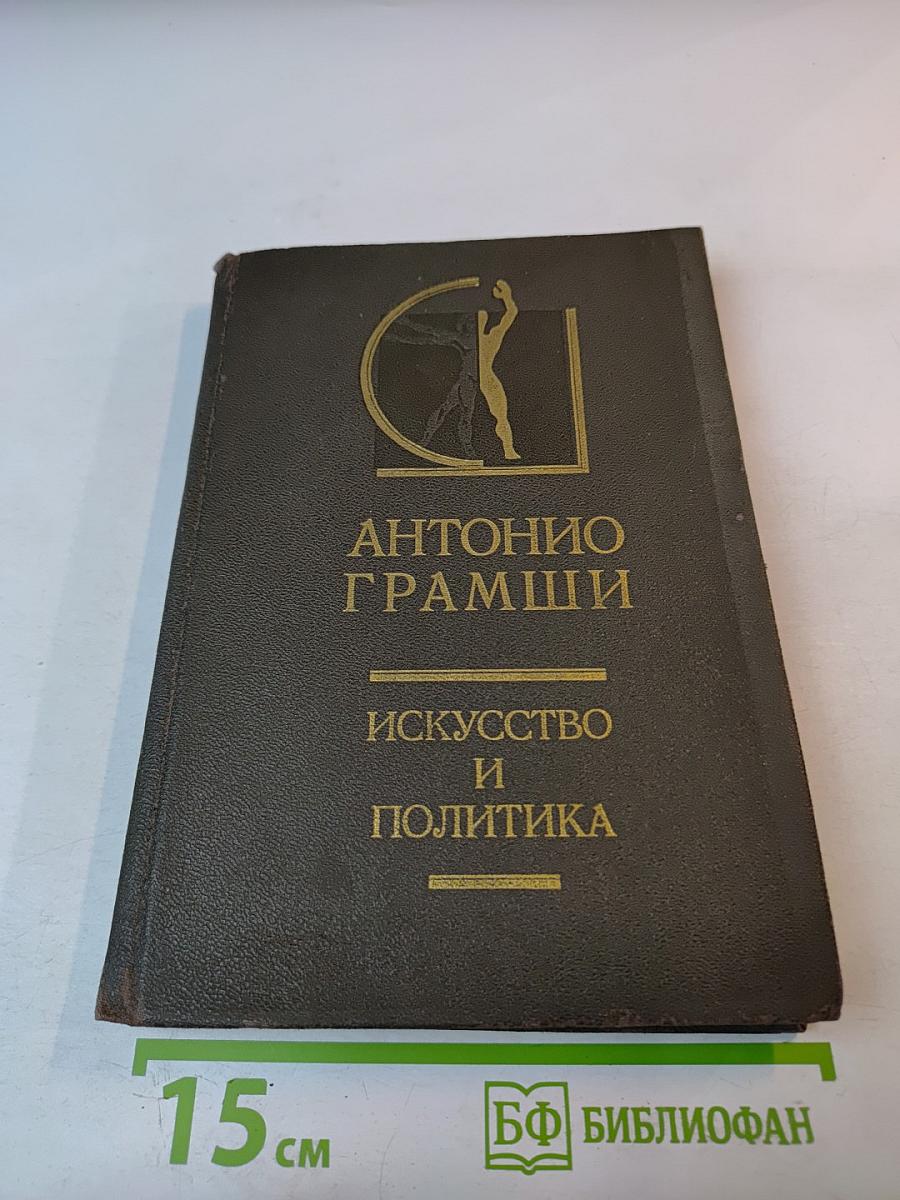 АНТОНИО
ГРАМШИ
ИСКУССТВО
И
ПОЛИТИКА
15 см
БФ БИБЛИОФАН